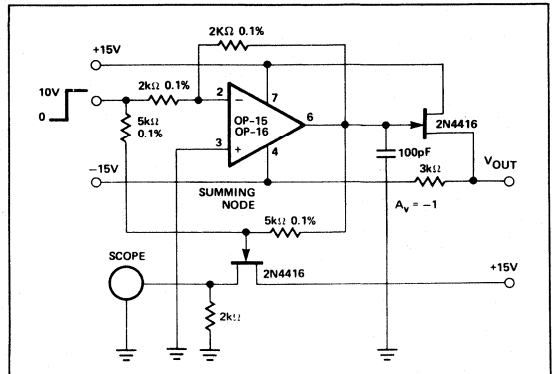 2KΩ 0.1%
+15V
2kΩ 0.1%
10V
0
5kΩ
0.1%
2
7
OP-15
OP-16
6
3
4
2N4416
100pF
VOUT
3kΩ
−15V
SUMMING
NODE
Av = −1
5kΩ 0.1%
SCOPE
2N4416
+15V
2kΩ